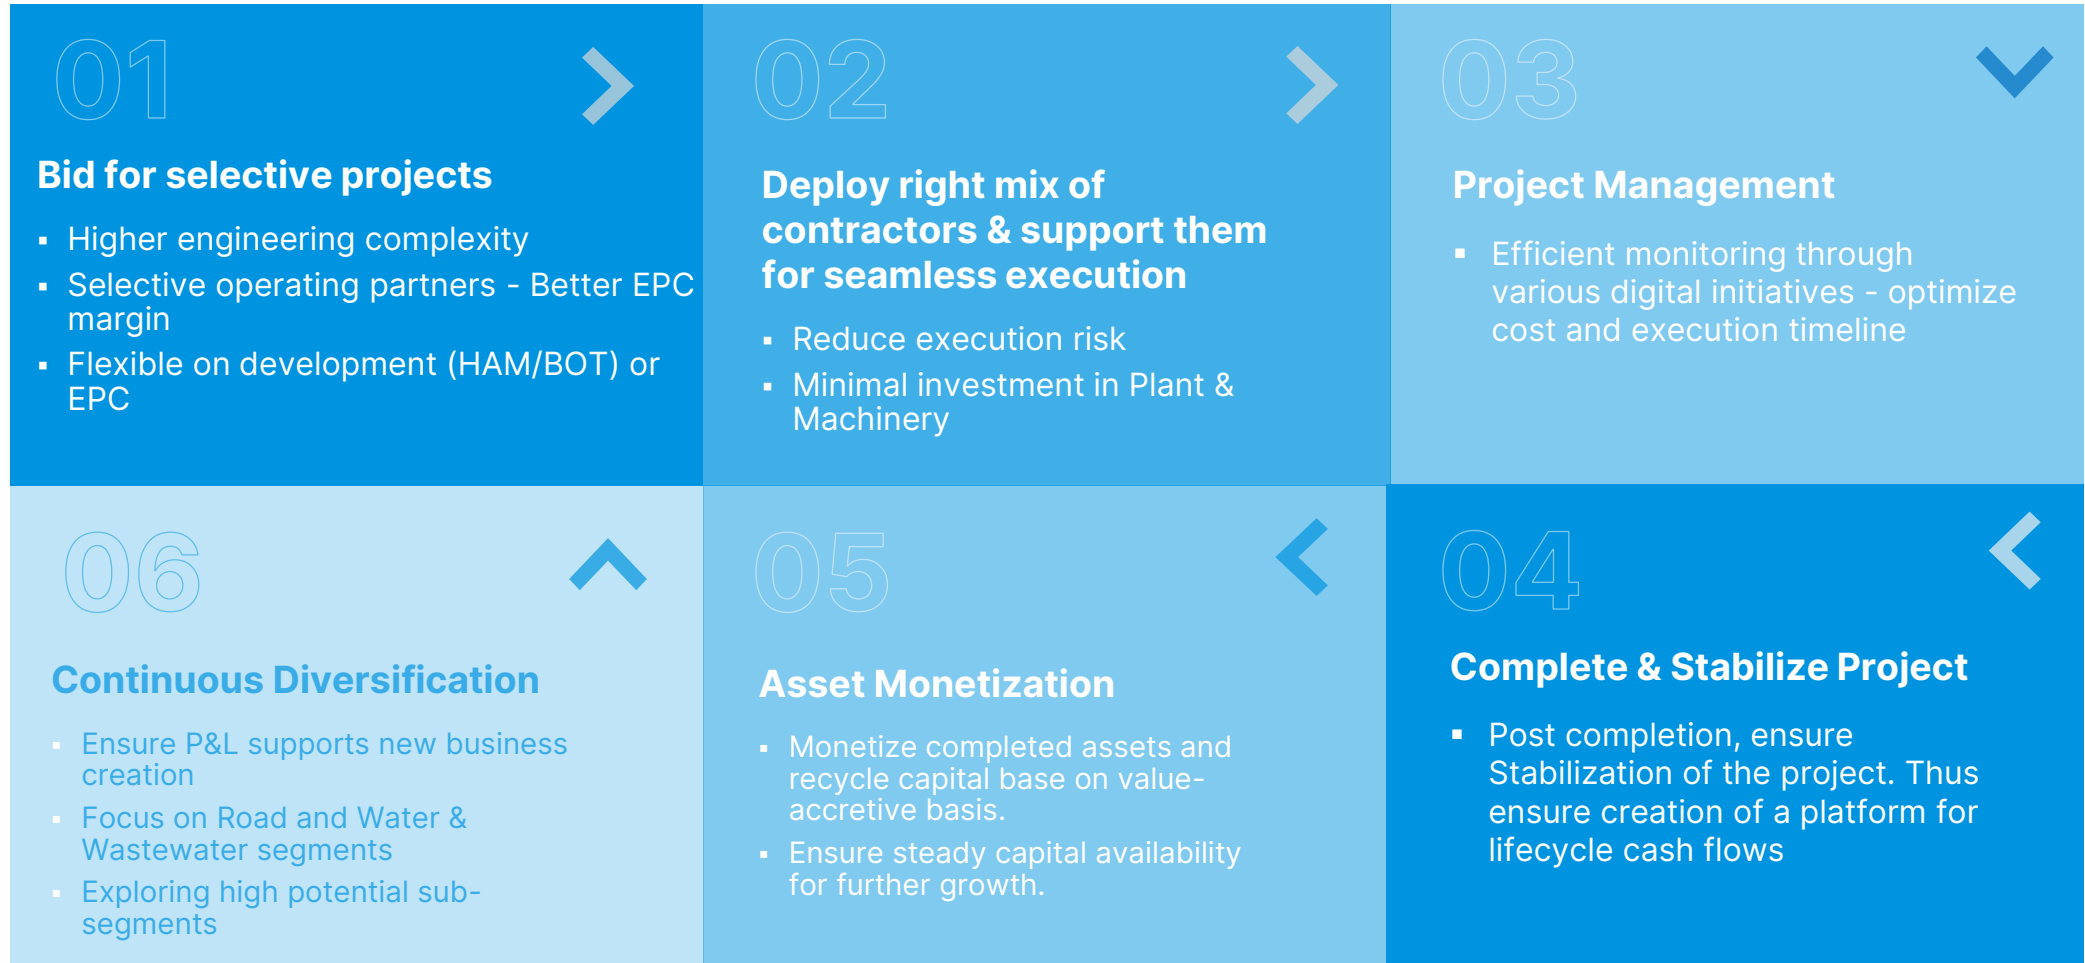 01
Bid for selective projects
▪ Higher engineering complexity
▪ Selective operating partners - Better EPC
margin
▪ Flexible on development (HAM/BOT) or
EPC
02
Deploy right mix of
contractors & support them
for seamless execution
▪ Reduce execution risk
▪ Minimal investment in Plant &
Machinery
03
Project Management
▪ Efficient monitoring through
various digital initiatives - optimize
cost and execution timeline
04
Complete & Stabilize Project
▪ Post completion, ensure
Stabilization of the project. Thus
ensure creation of a platform for
lifecycle cash flows
05
Asset Monetization
▪ Monetize completed assets and
recycle capital base on value-
accretive basis.
▪ Ensure steady capital availability
for further growth.
06
Continuous Diversification
▪ Ensure P&L supports new business
creation
▪ Focus on Road and Water &
Wastewater segments
▪ Exploring high potential sub-
segments